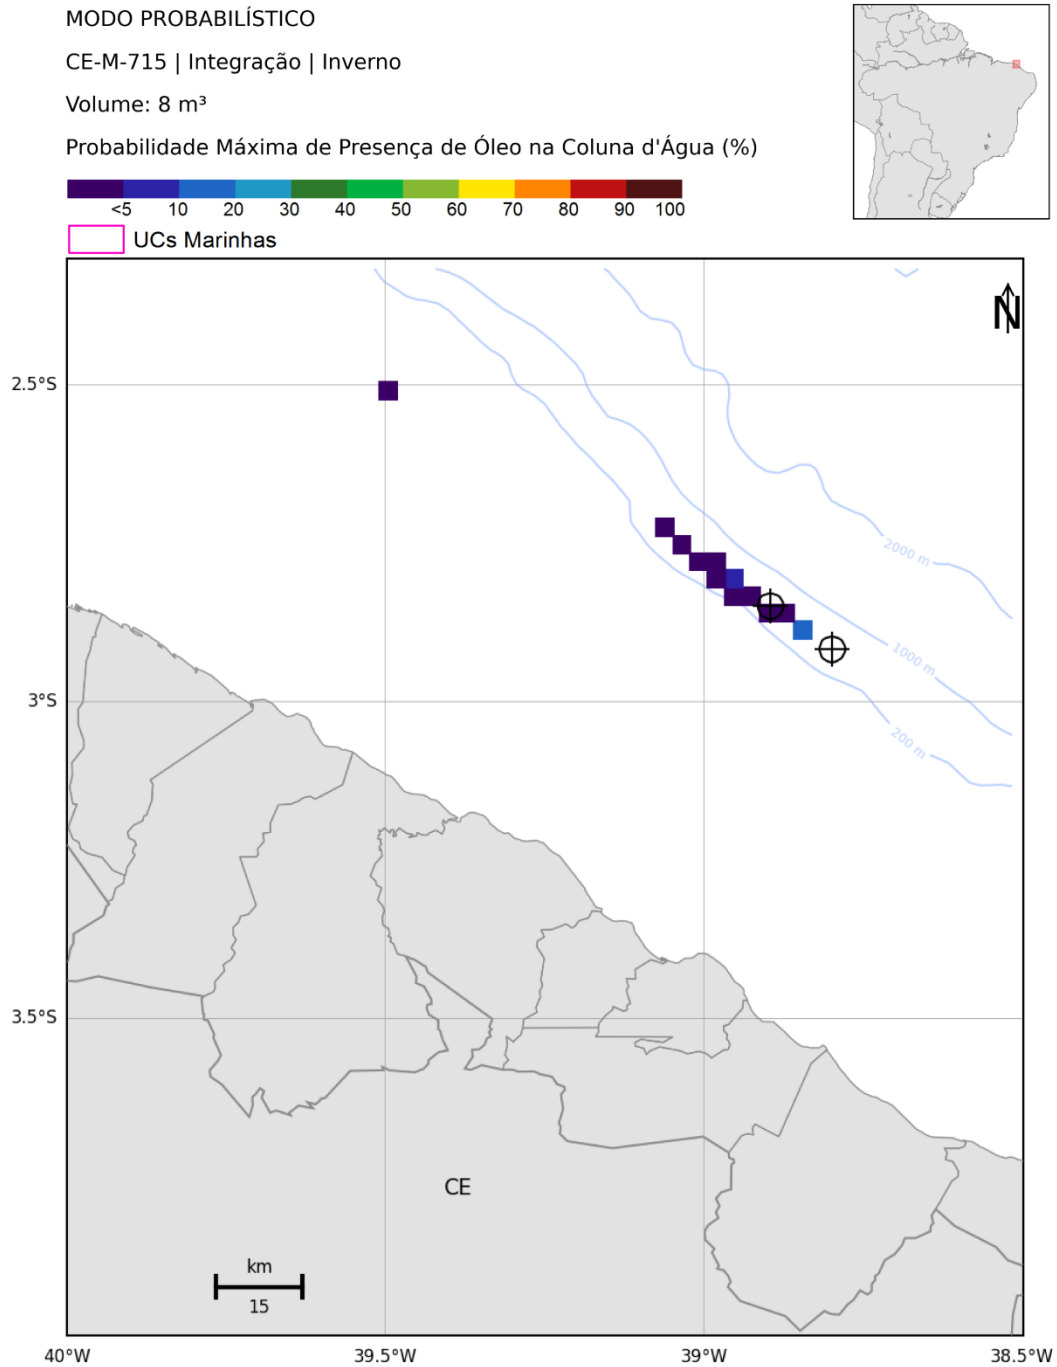 MODO PROBABILÍSTICO
CE-M-715 | Integração | Inverno
Volume: 8 m³
Probabilidade Máxima de Presença de Óleo na Coluna d'Água (%)
<5 10 20 30 40 50 60 70 80 90 100
UCs Marinhas
N
2.5°S
2000 m
1000 m
3°S
200 m
3.5°S
CE
km
15
40°W 39.5°W 39°W 38.5°W